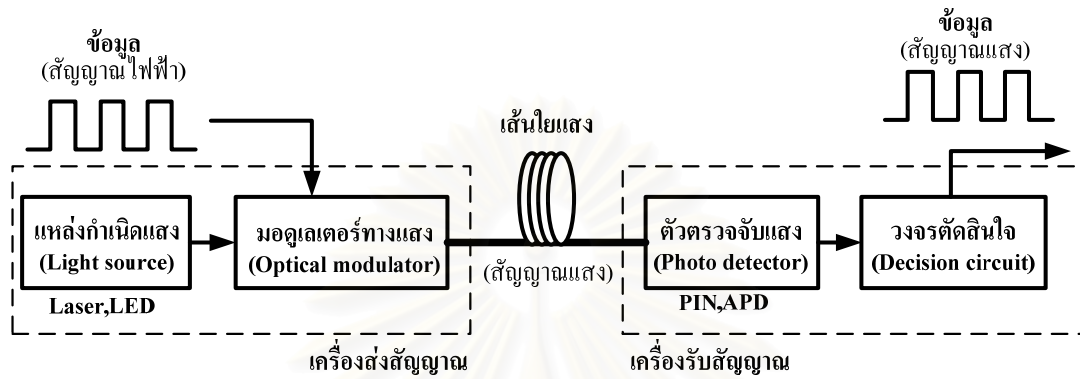 ข้อมูล
(สัญญาณไฟฟ้า)
ข้อมูล
(สัญญาณแสง)
เส้นใยแสง
แหล่งกำเนิดแสง
(Light source)
Laser,LED
มอดูเลเตอร์ทางแสง
(Optical modulator)
(สัญญาณแสง)
ตัวตรวจจับแสง
(Photo detector)
PIN,APD
วงจรตัดสินใจ
(Decision circuit)
เครื่องส่งสัญญาณ
เครื่องรับสัญญาณ